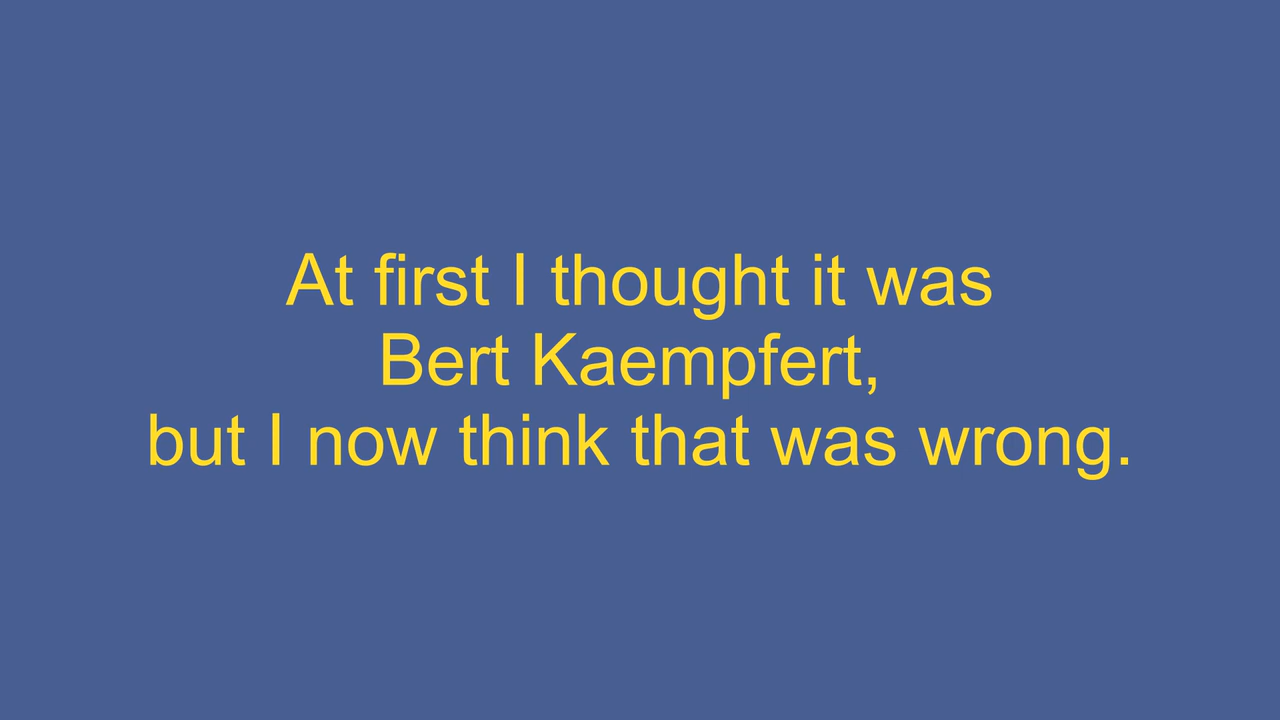 At first I thought it was
Bert Kaempfert,
but I now think that was wrong.